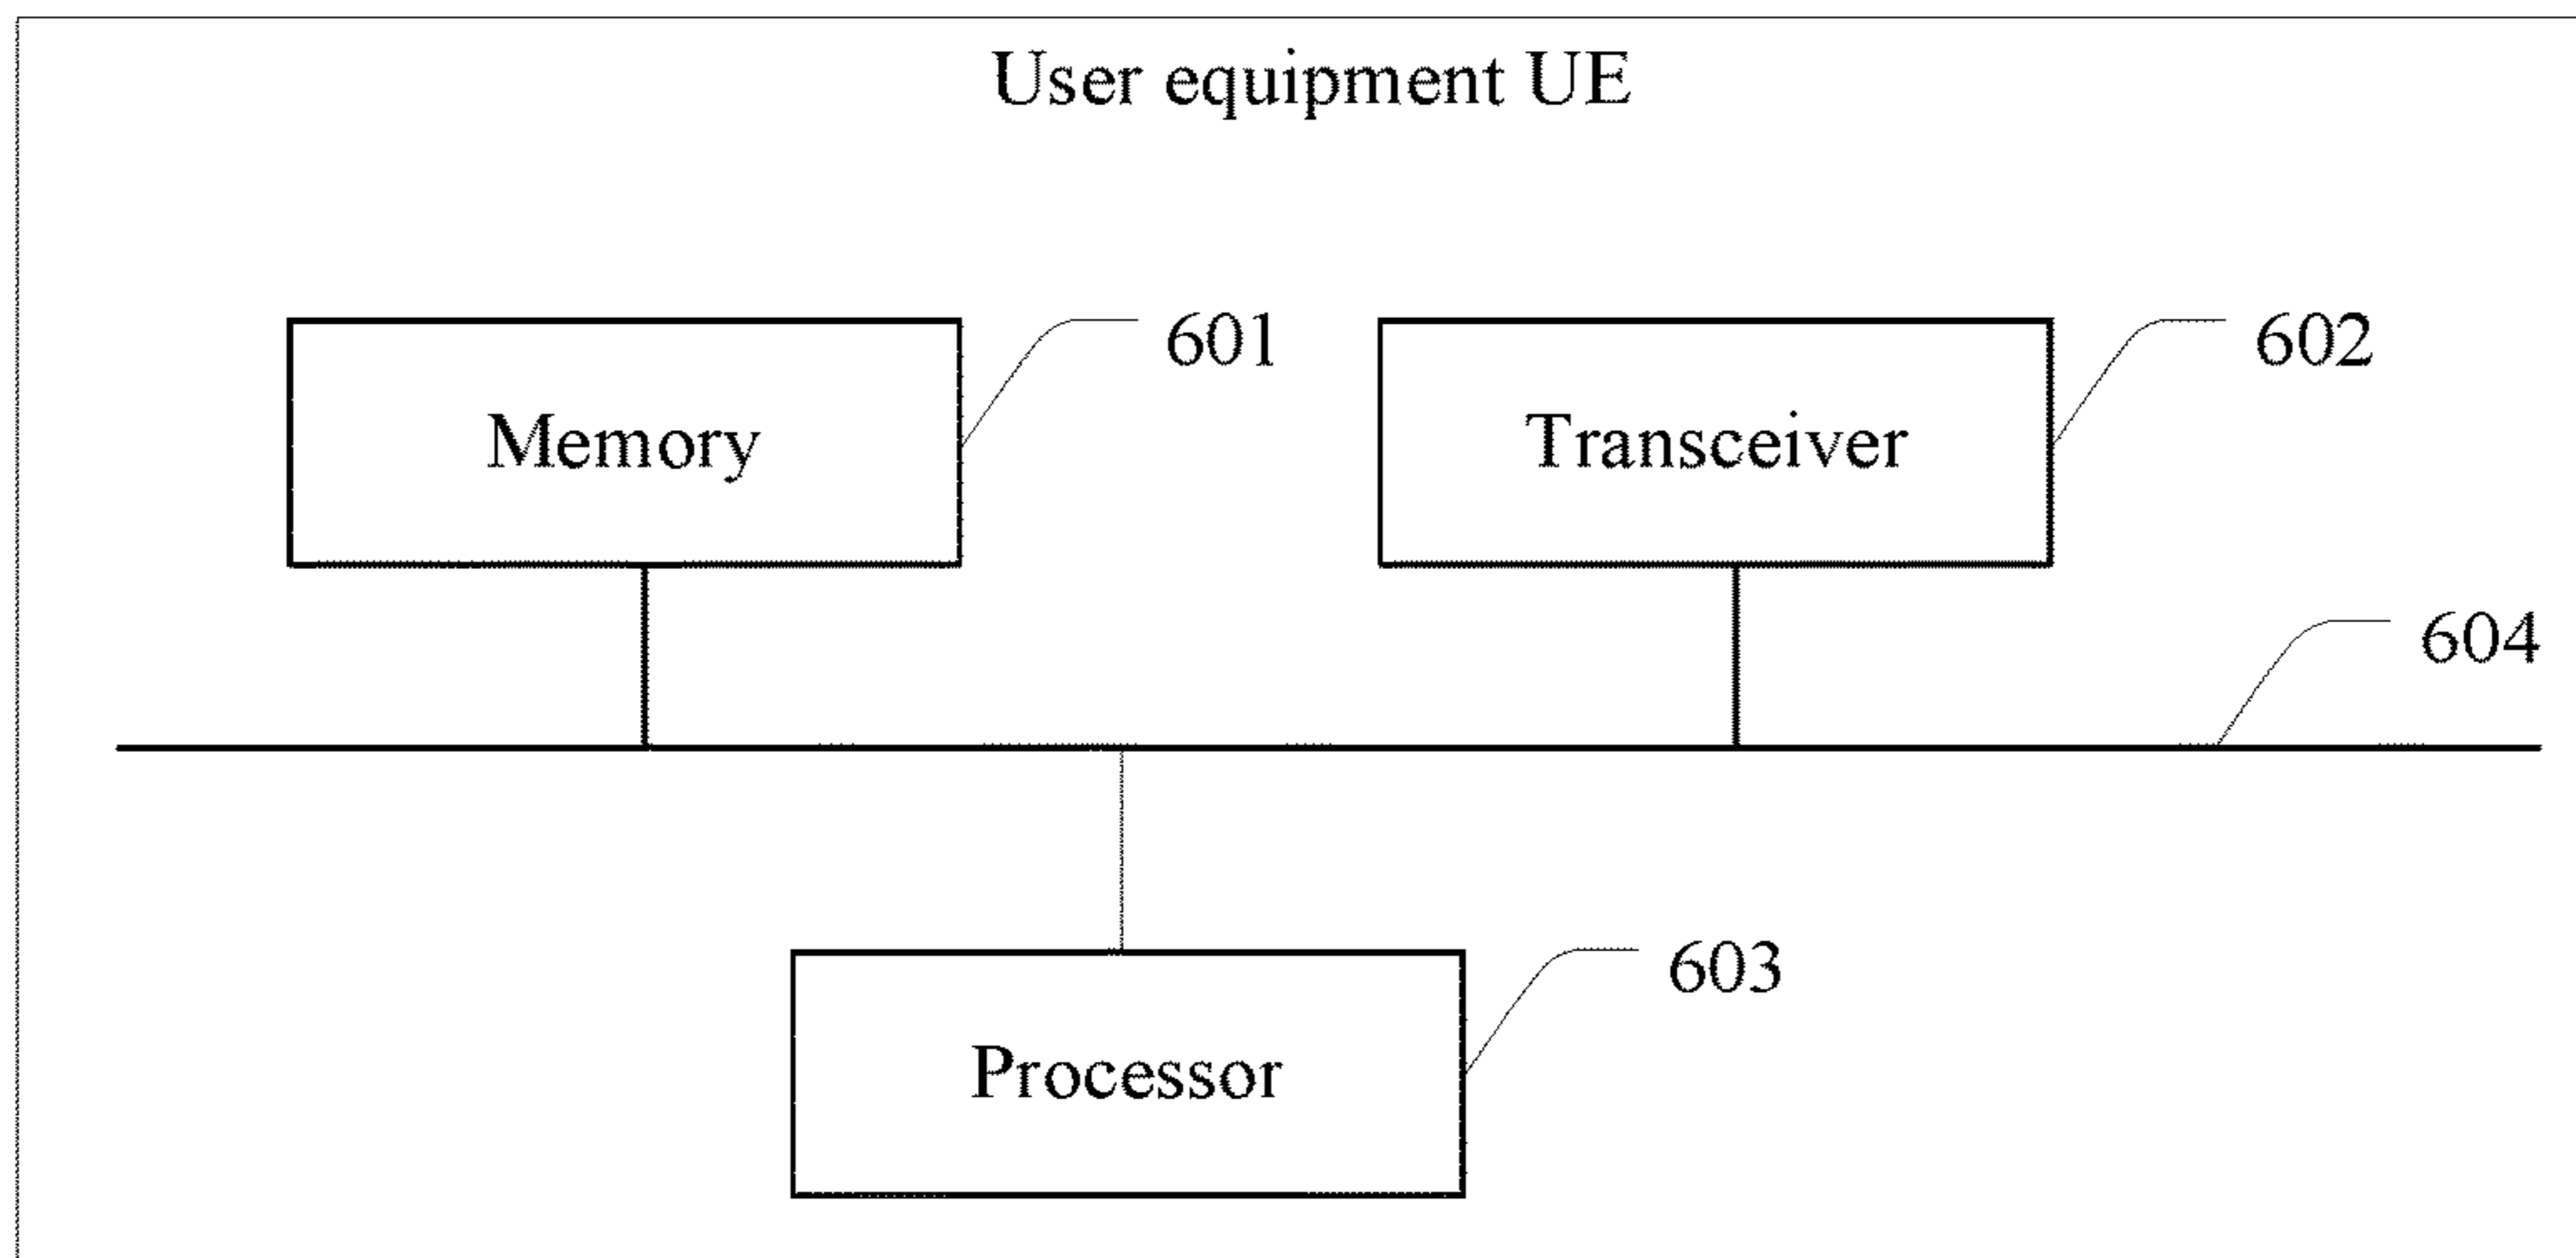 User equipment UE
601
602
Memory
Transceiver
604
603
Processor